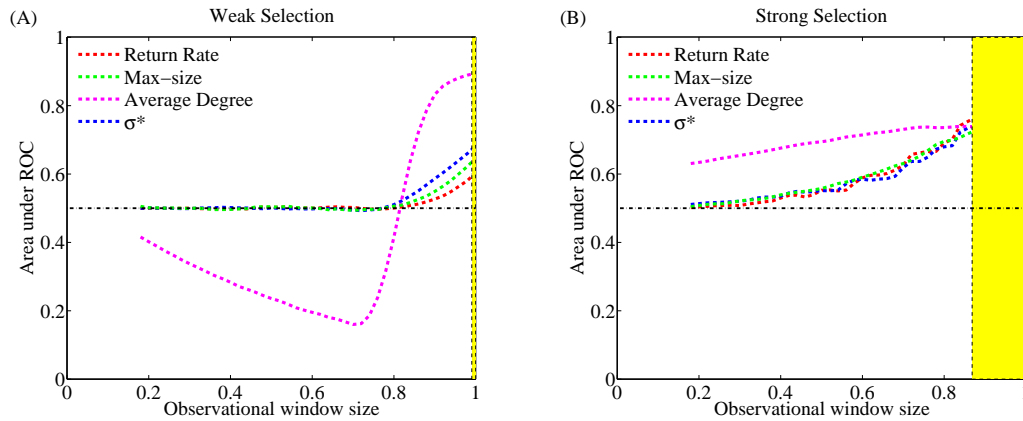 (A)
Weak Selection
1
0.8
0.6
0.4
0.2
0
Area under ROC
Return Rate
Max−size
Average Degree
σ*
0
0.2
0.4
0.6
0.8
1
Observational window size
(B)
Strong Selection
1
0.8
0.6
0.4
0.2
0
Area under ROC
Return Rate
Max−size
Average Degree
σ*
0
0.2
0.4
0.6
0.8
Observational window size